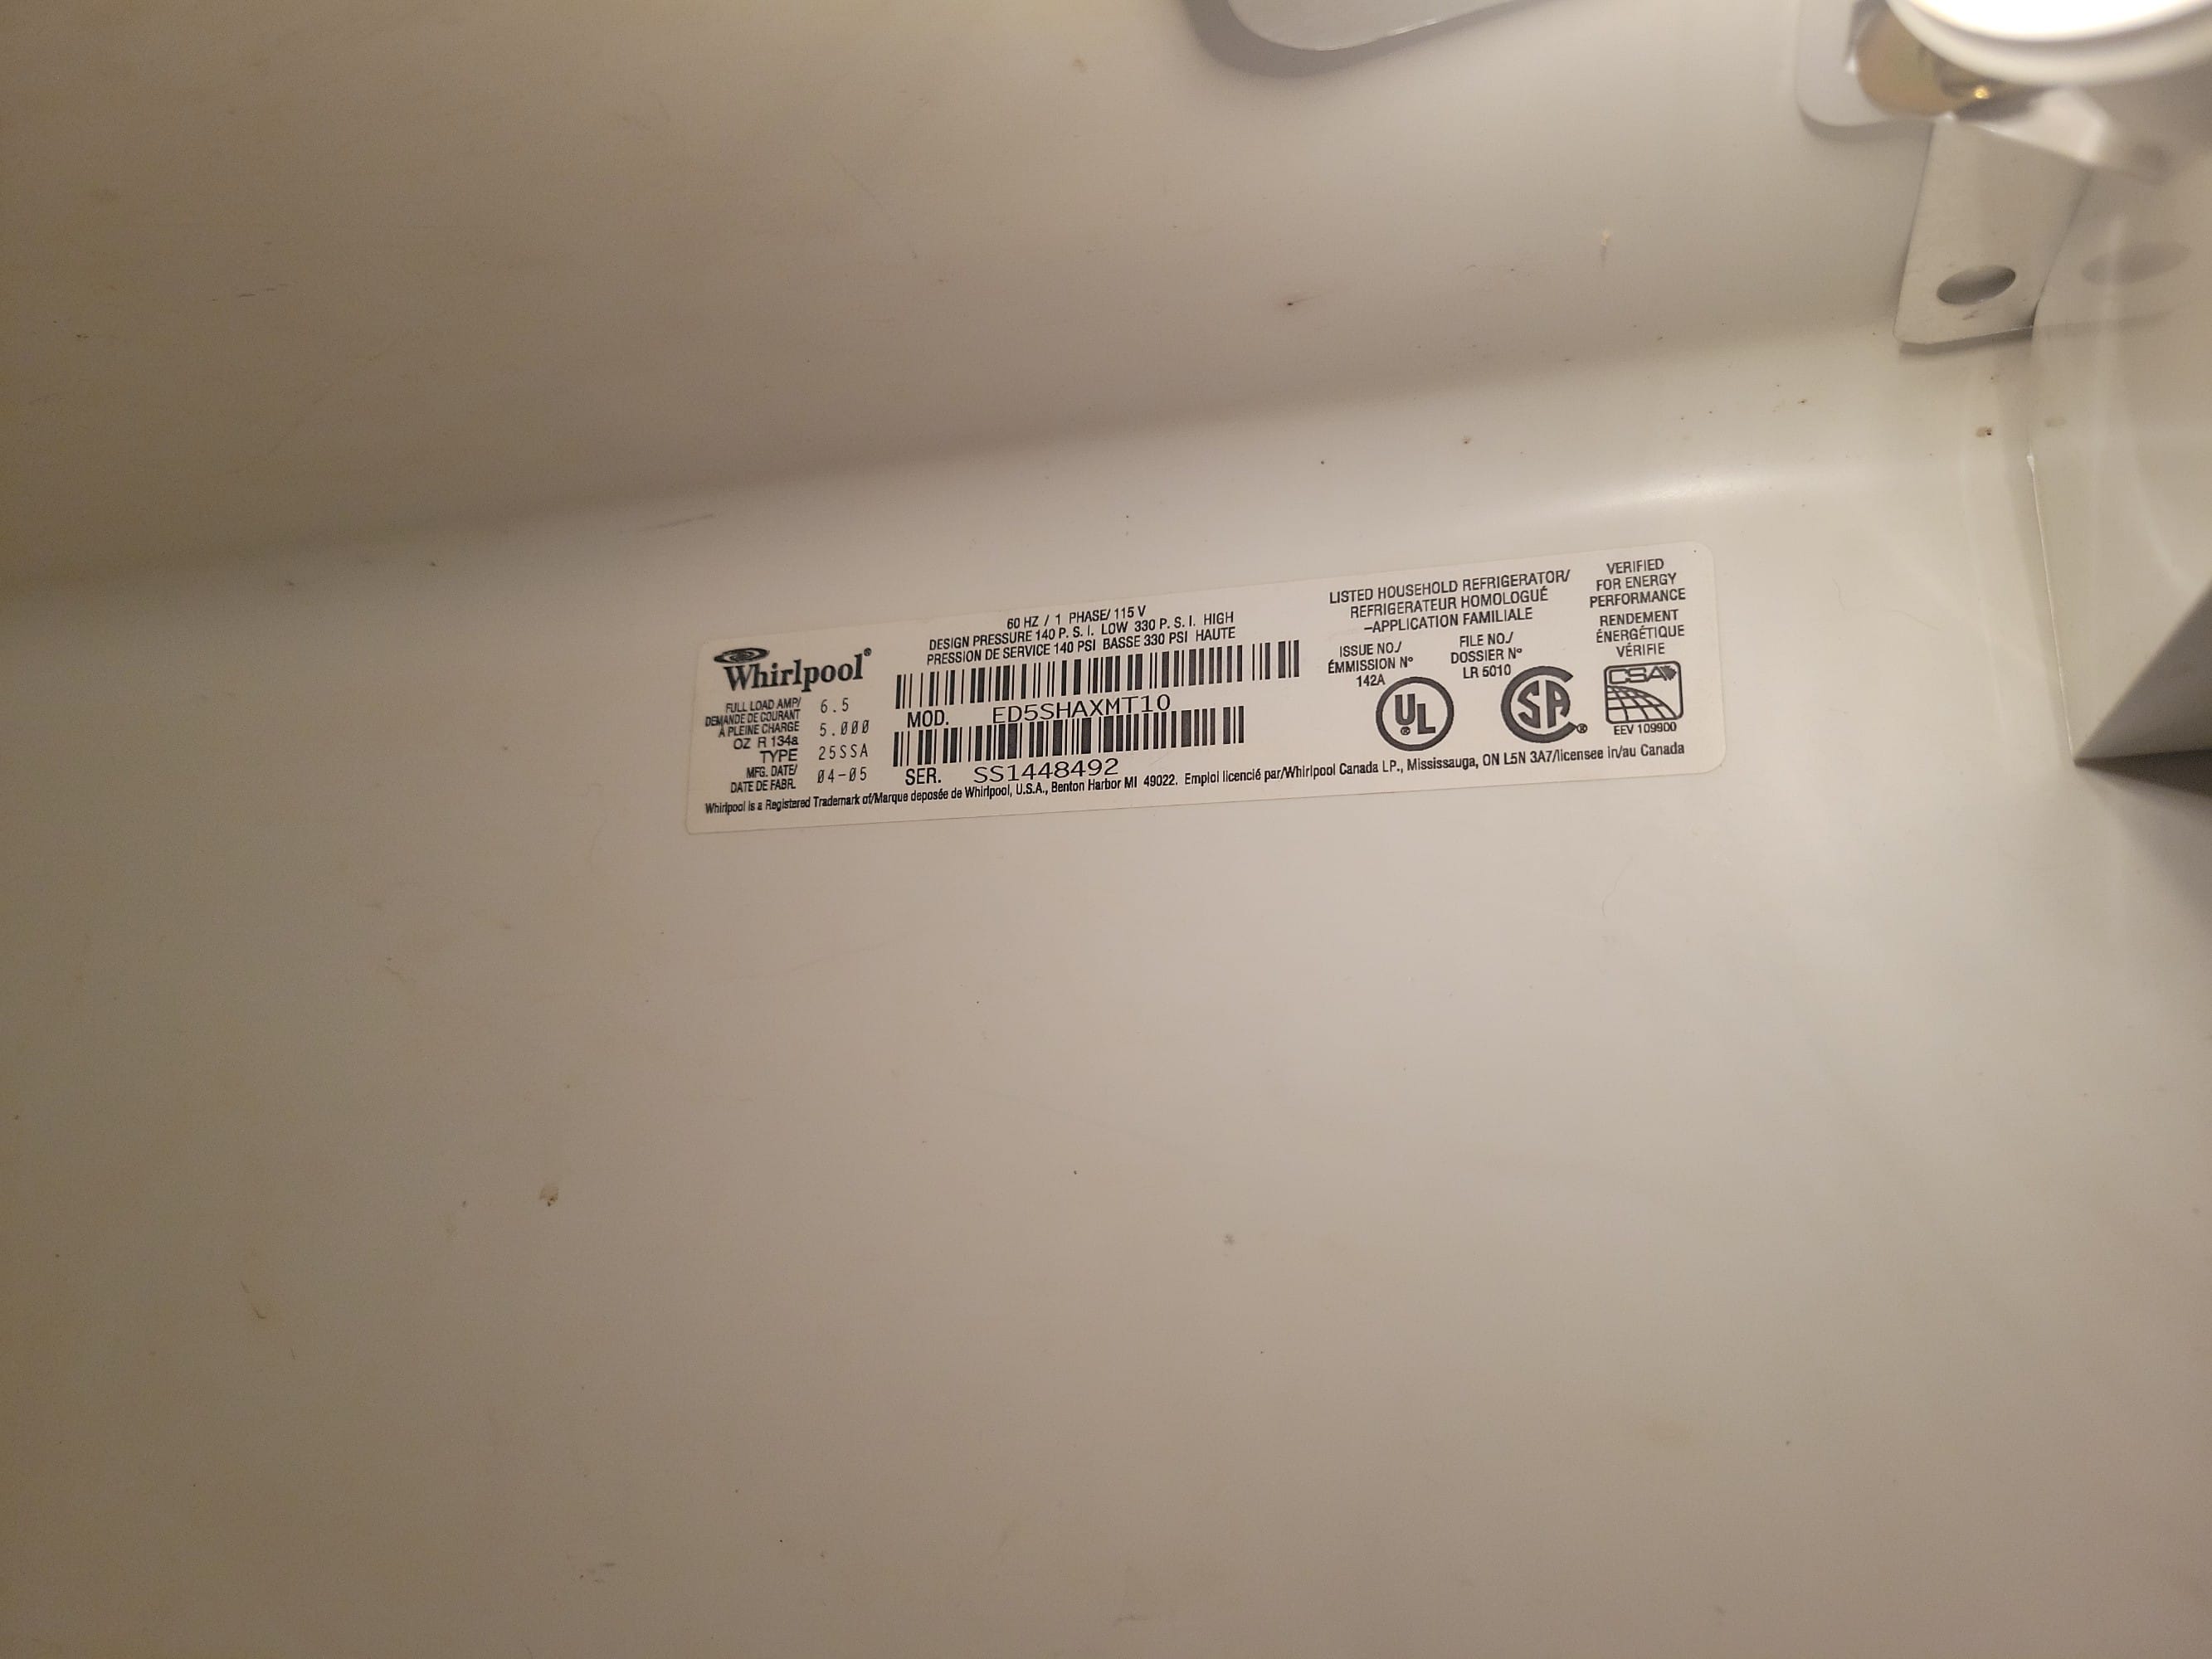 Whirlpool®
FULL LOAD AMP/
DEMANDE DE COURANT
A PLEINE CHARGE
6.5
OZ R 134a
5.000
TYPE
25SSA
MFG. DATE/
DATE DE FABR.
04-05
60 HZ / 1 PHASE/ 115 V
DESIGN PRESSURE 140 P. S. I. LOW 330 P. S. I. HIGH
PRESSION DE SERVICE 140 PSI BASSE 330 PSI HAUTE
MOD. ED5SHAXMT10
SER. SS1448492
LISTED HOUSEHOLD REFRIGERATOR/
REFRIGERATEUR HOMOLOGUÉ
-APPLICATION FAMILIALE
ISSUE NO./
ÉMMISSION N°
142A
FILE NO./
DOSSIER N°
LR 5010
UL®
SA®
VERIFIED
FOR ENERGY
PERFORMANCE
RENDEMENT
ÉNERGÉTIQUE
VÉRIFIE
CSA
EEV 109900
Whirlpool is a Registered Trademark of/Marque deposée de Whirlpool, U.S.A., Benton Harbor MI 49022. Emploi licencié par/Whirlpool Canada LP., Mississauga, ON L5N 3A7/licensee in/au Canada